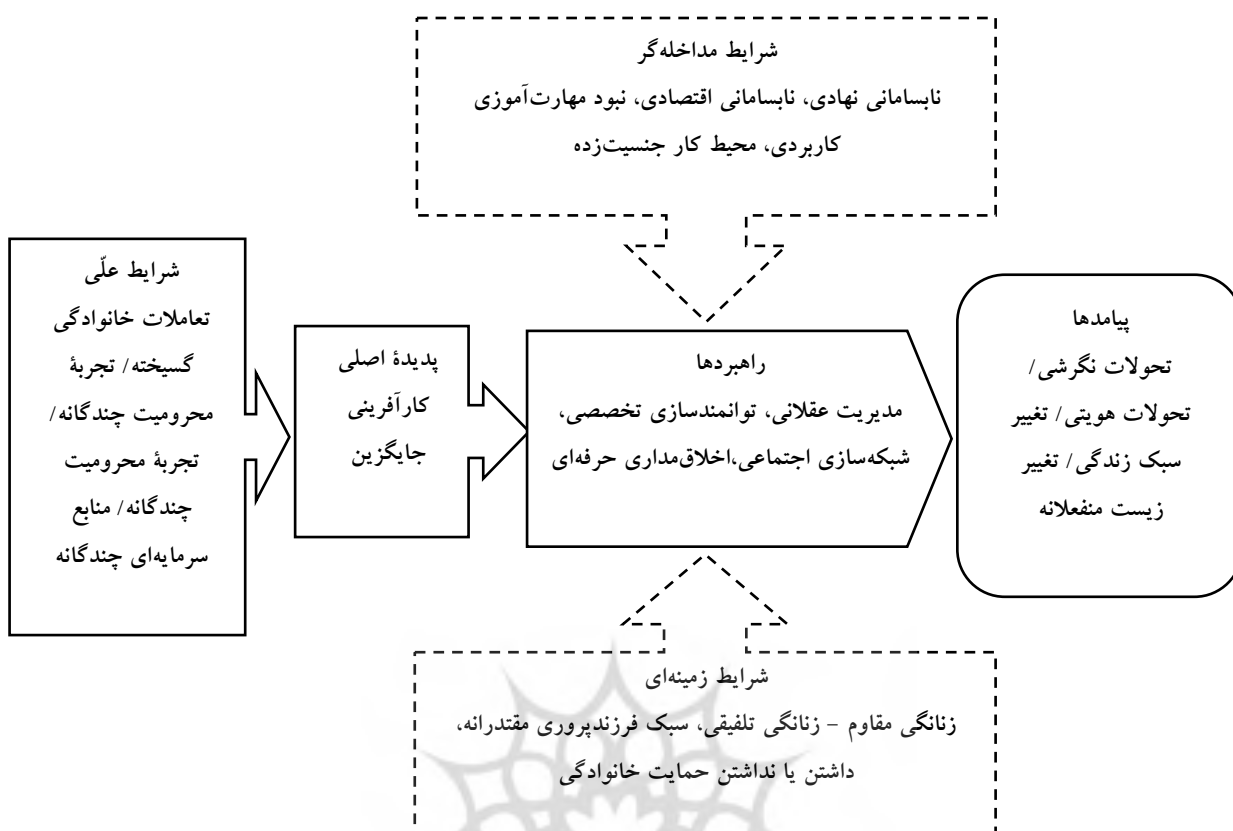 شرایط مداخله‌گر
نابسامانی نهادی، نابسامانی اقتصادی، نبود مهارت‌آموزی
کاربردی، محیط کار جنسیت‌زده
شرایط علّی
تعاملات خانوادگی
گسیخته/ تجربۀ
محرومیت چندگانه/
تجربۀ محرومیت
چندگانه/ منابع
سرمایه‌ای چندگانه
پدیدۀ اصلی
کارآفرینی
جایگزین
راهبردها
مدیریت عقلانی، توانمندسازی تخصصی،
شبکه‌سازی اجتماعی،اخلاق‌مداری حرفه‌ای
پیامدها
تحولات نگرشی/
تحولات هویتی/ تغییر
سبک زندگی/ تغییر
زیست منفعلانه
شرایط زمینه‌ای
زنانگی مقاوم – زنانگی تلفیقی، سبک فرزندپروری مقتدرانه،
داشتن یا نداشتن حمایت خانوادگی